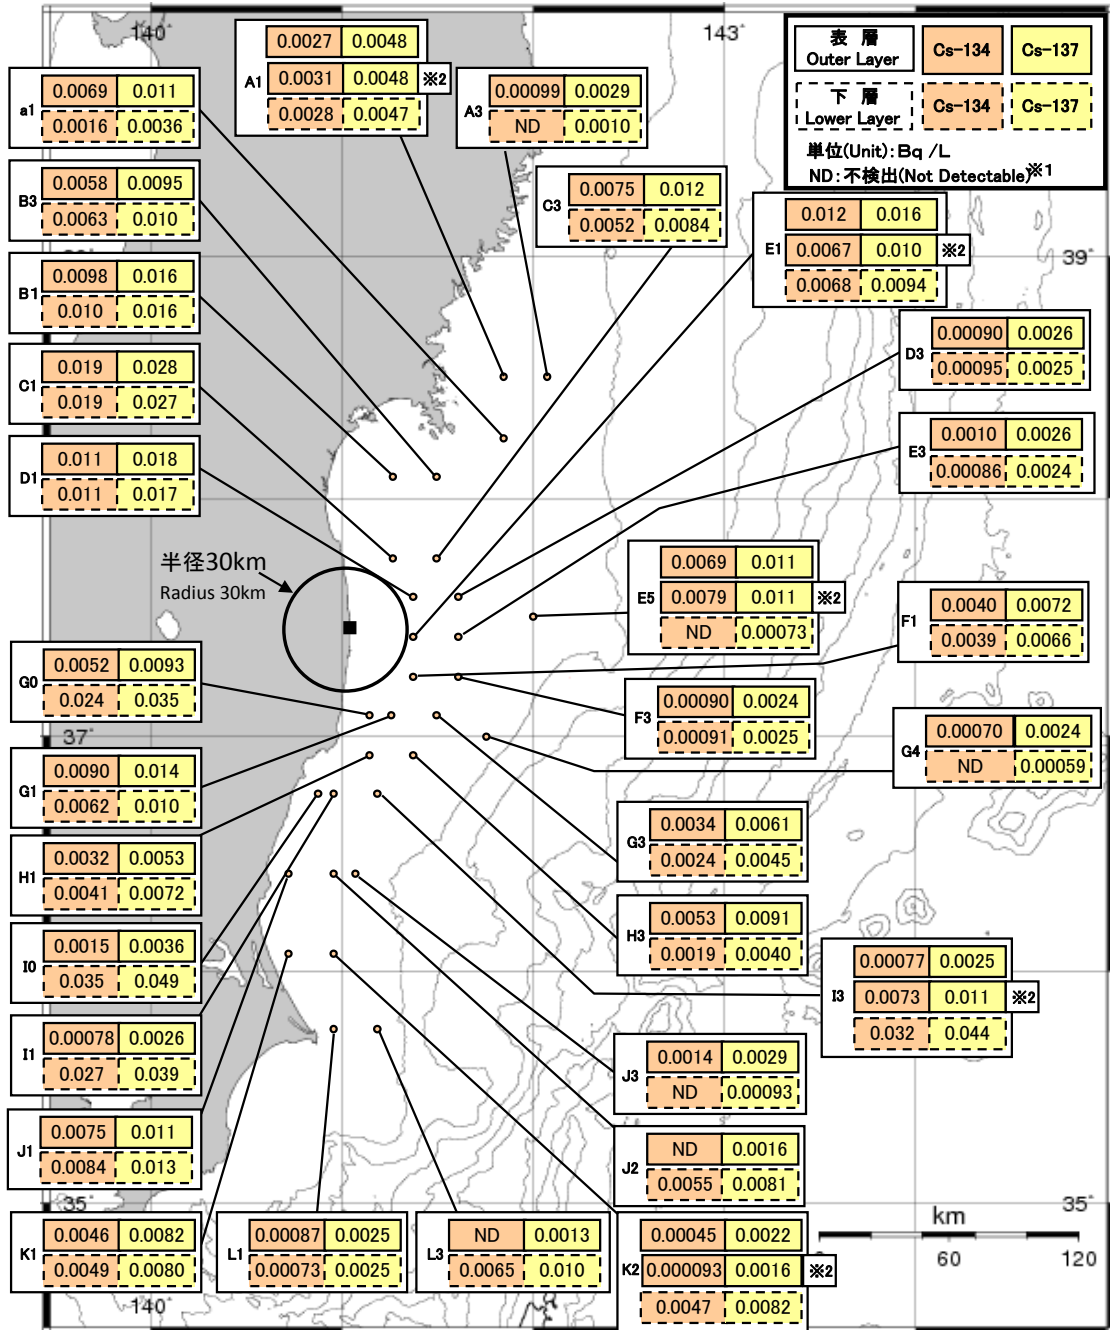 140°
143°
表 層
Outer Layer
Cs-134 Cs-137
下 層
Lower Layer
Cs-134 Cs-137
単位(Unit): Bq /L
ND: 不検出(Not Detectable)※1
A1
0.0027 0.0048
0.0031 0.0048 ※2
0.0028 0.0047
A3
0.00099 0.0029
ND 0.0010
a1
0.0069 0.011
0.0016 0.0036
B3
0.0058 0.0095
0.0063 0.010
C3
0.0075 0.012
0.0052 0.0084
E1
0.012 0.016
0.0067 0.010 ※2
0.0068 0.0094
39°
B1
0.0098 0.016
0.010 0.016
D3
0.00090 0.0026
0.00095 0.0025
C1
0.019 0.028
0.019 0.027
E3
0.0010 0.0026
0.00086 0.0024
D1
0.011 0.018
0.011 0.017
半径30km
Radius 30km
E5
0.0069 0.011
0.0079 0.011 ※2
ND 0.00073
F1
0.0040 0.0072
0.0039 0.0066
G0
0.0052 0.0093
0.024 0.035
F3
0.00090 0.0024
0.00091 0.0025
G4
0.00070 0.0024
ND 0.00059
37°
G1
0.0090 0.014
0.0062 0.010
G3
0.0034 0.0061
0.0024 0.0045
H1
0.0032 0.0053
0.0041 0.0072
H3
0.0053 0.0091
0.0019 0.0040
I0
0.0015 0.0036
0.035 0.049
I3
0.00077 0.0025
0.0073 0.011 ※2
0.032 0.044
I1
0.00078 0.0026
0.027 0.039
J3
0.0014 0.0029
ND 0.00093
J1
0.0075 0.011
0.0084 0.013
J2
ND 0.0016
0.0055 0.0081
35°
K1
0.0046 0.0082
0.0049 0.0080
L1
0.00087 0.0025
0.00073 0.0025
L3
ND 0.0013
0.0065 0.010
K2
0.00045 0.0022
0.000093 0.0016 ※2
0.0047 0.0082
km
60 120
140°